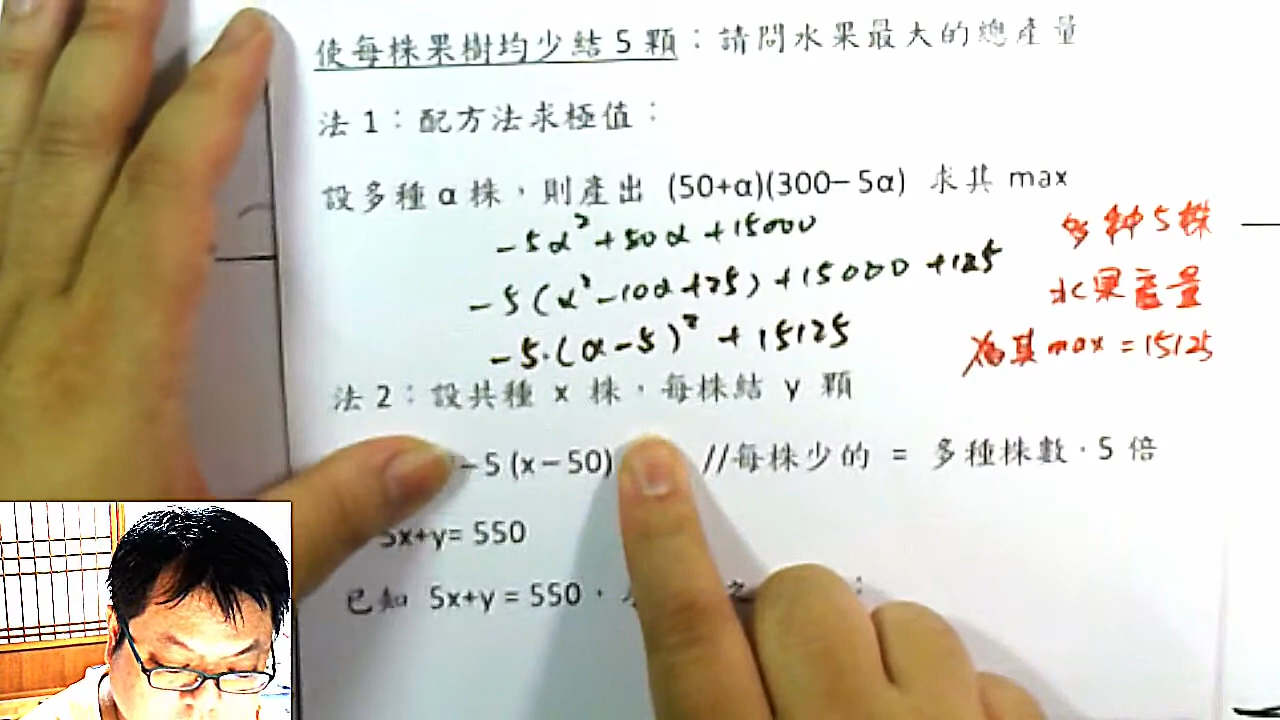 使每株果樹均少結 5 顆：請問水果最大的總產量
法 1：配方法求極值：
設多種 α 株，則產出 (50+α)(300–5α) 求其 max
-5α²+50α+15000
-5(α²-10α+25)+15000+125
-5·(α-5)²+15125
多种5株
水果產量
為其max=15125
法 2：設共種 x 株，每株結 y 顆
–5 (x–50) //每株少的 = 多種株數·5 倍
5x+y= 550
已知 5x+y = 550，